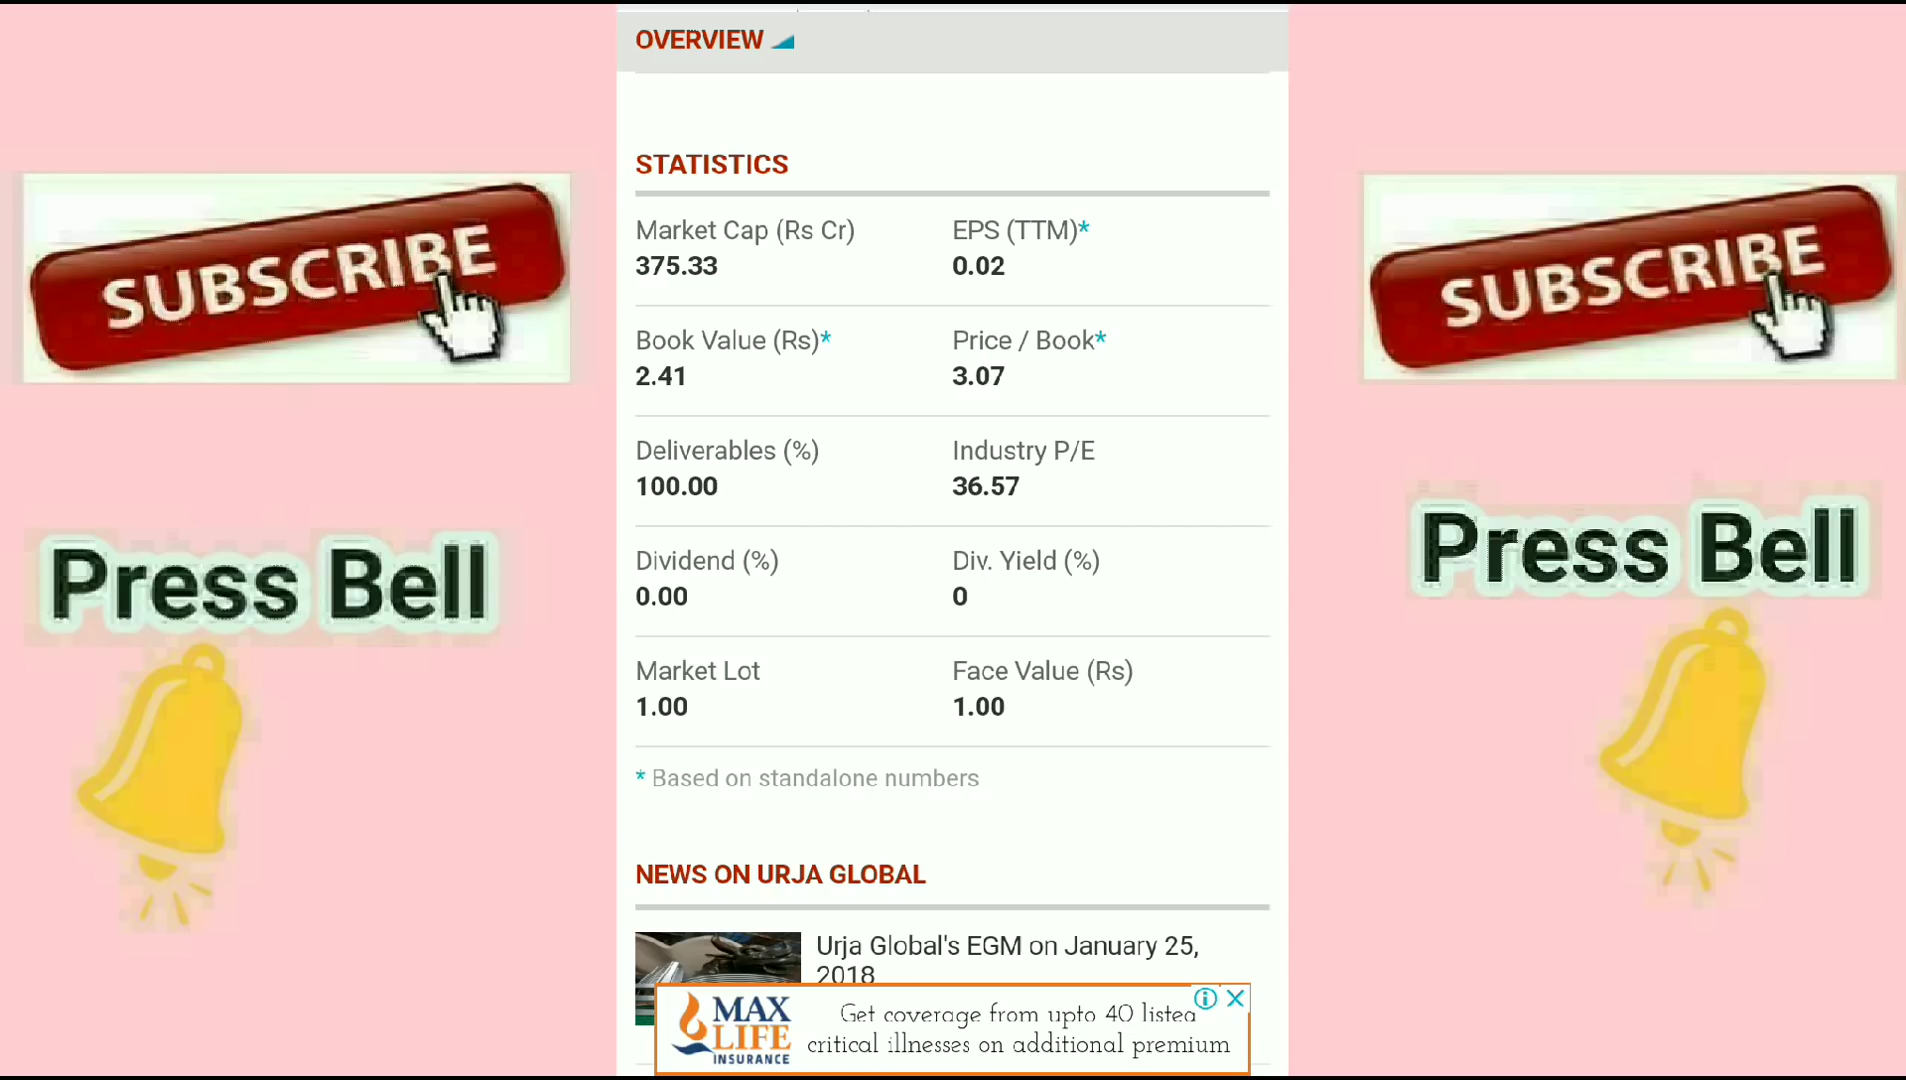 OVERVIEW
STATISTICS
Market Cap (Rs Cr) EPS (TTM)*
375.33 0.02
Book Value (Rs)* Price / Book*
2.41 3.07
Deliverables (%) Industry P/E
100.00 36.57
Dividend (%) Div. Yield (%)
0.00 0
Market Lot Face Value (Rs)
1.00 1.00
* Based on standalone numbers
NEWS ON URJA GLOBAL
Urja Global's EGM on January 25,
2018
MAX
LIFE
INSURANCE
Get coverage from upto 40 listed
critical illnesses on additional premium
SUBSCRIBE
Press Bell
SUBSCRIBE
Press Bell